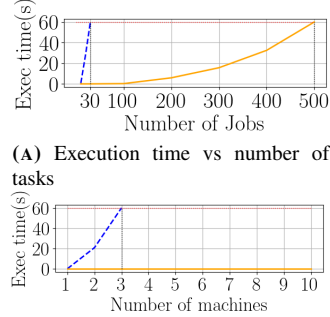 Exec time(s)
60
40
20
0
30 100 200 300 400 500
Number of Jobs
(A) Execution time vs number of
tasks
Exec time(s)
60
40
20
0
1 2 3 4 5 6 7 8 9 10
Number of machines